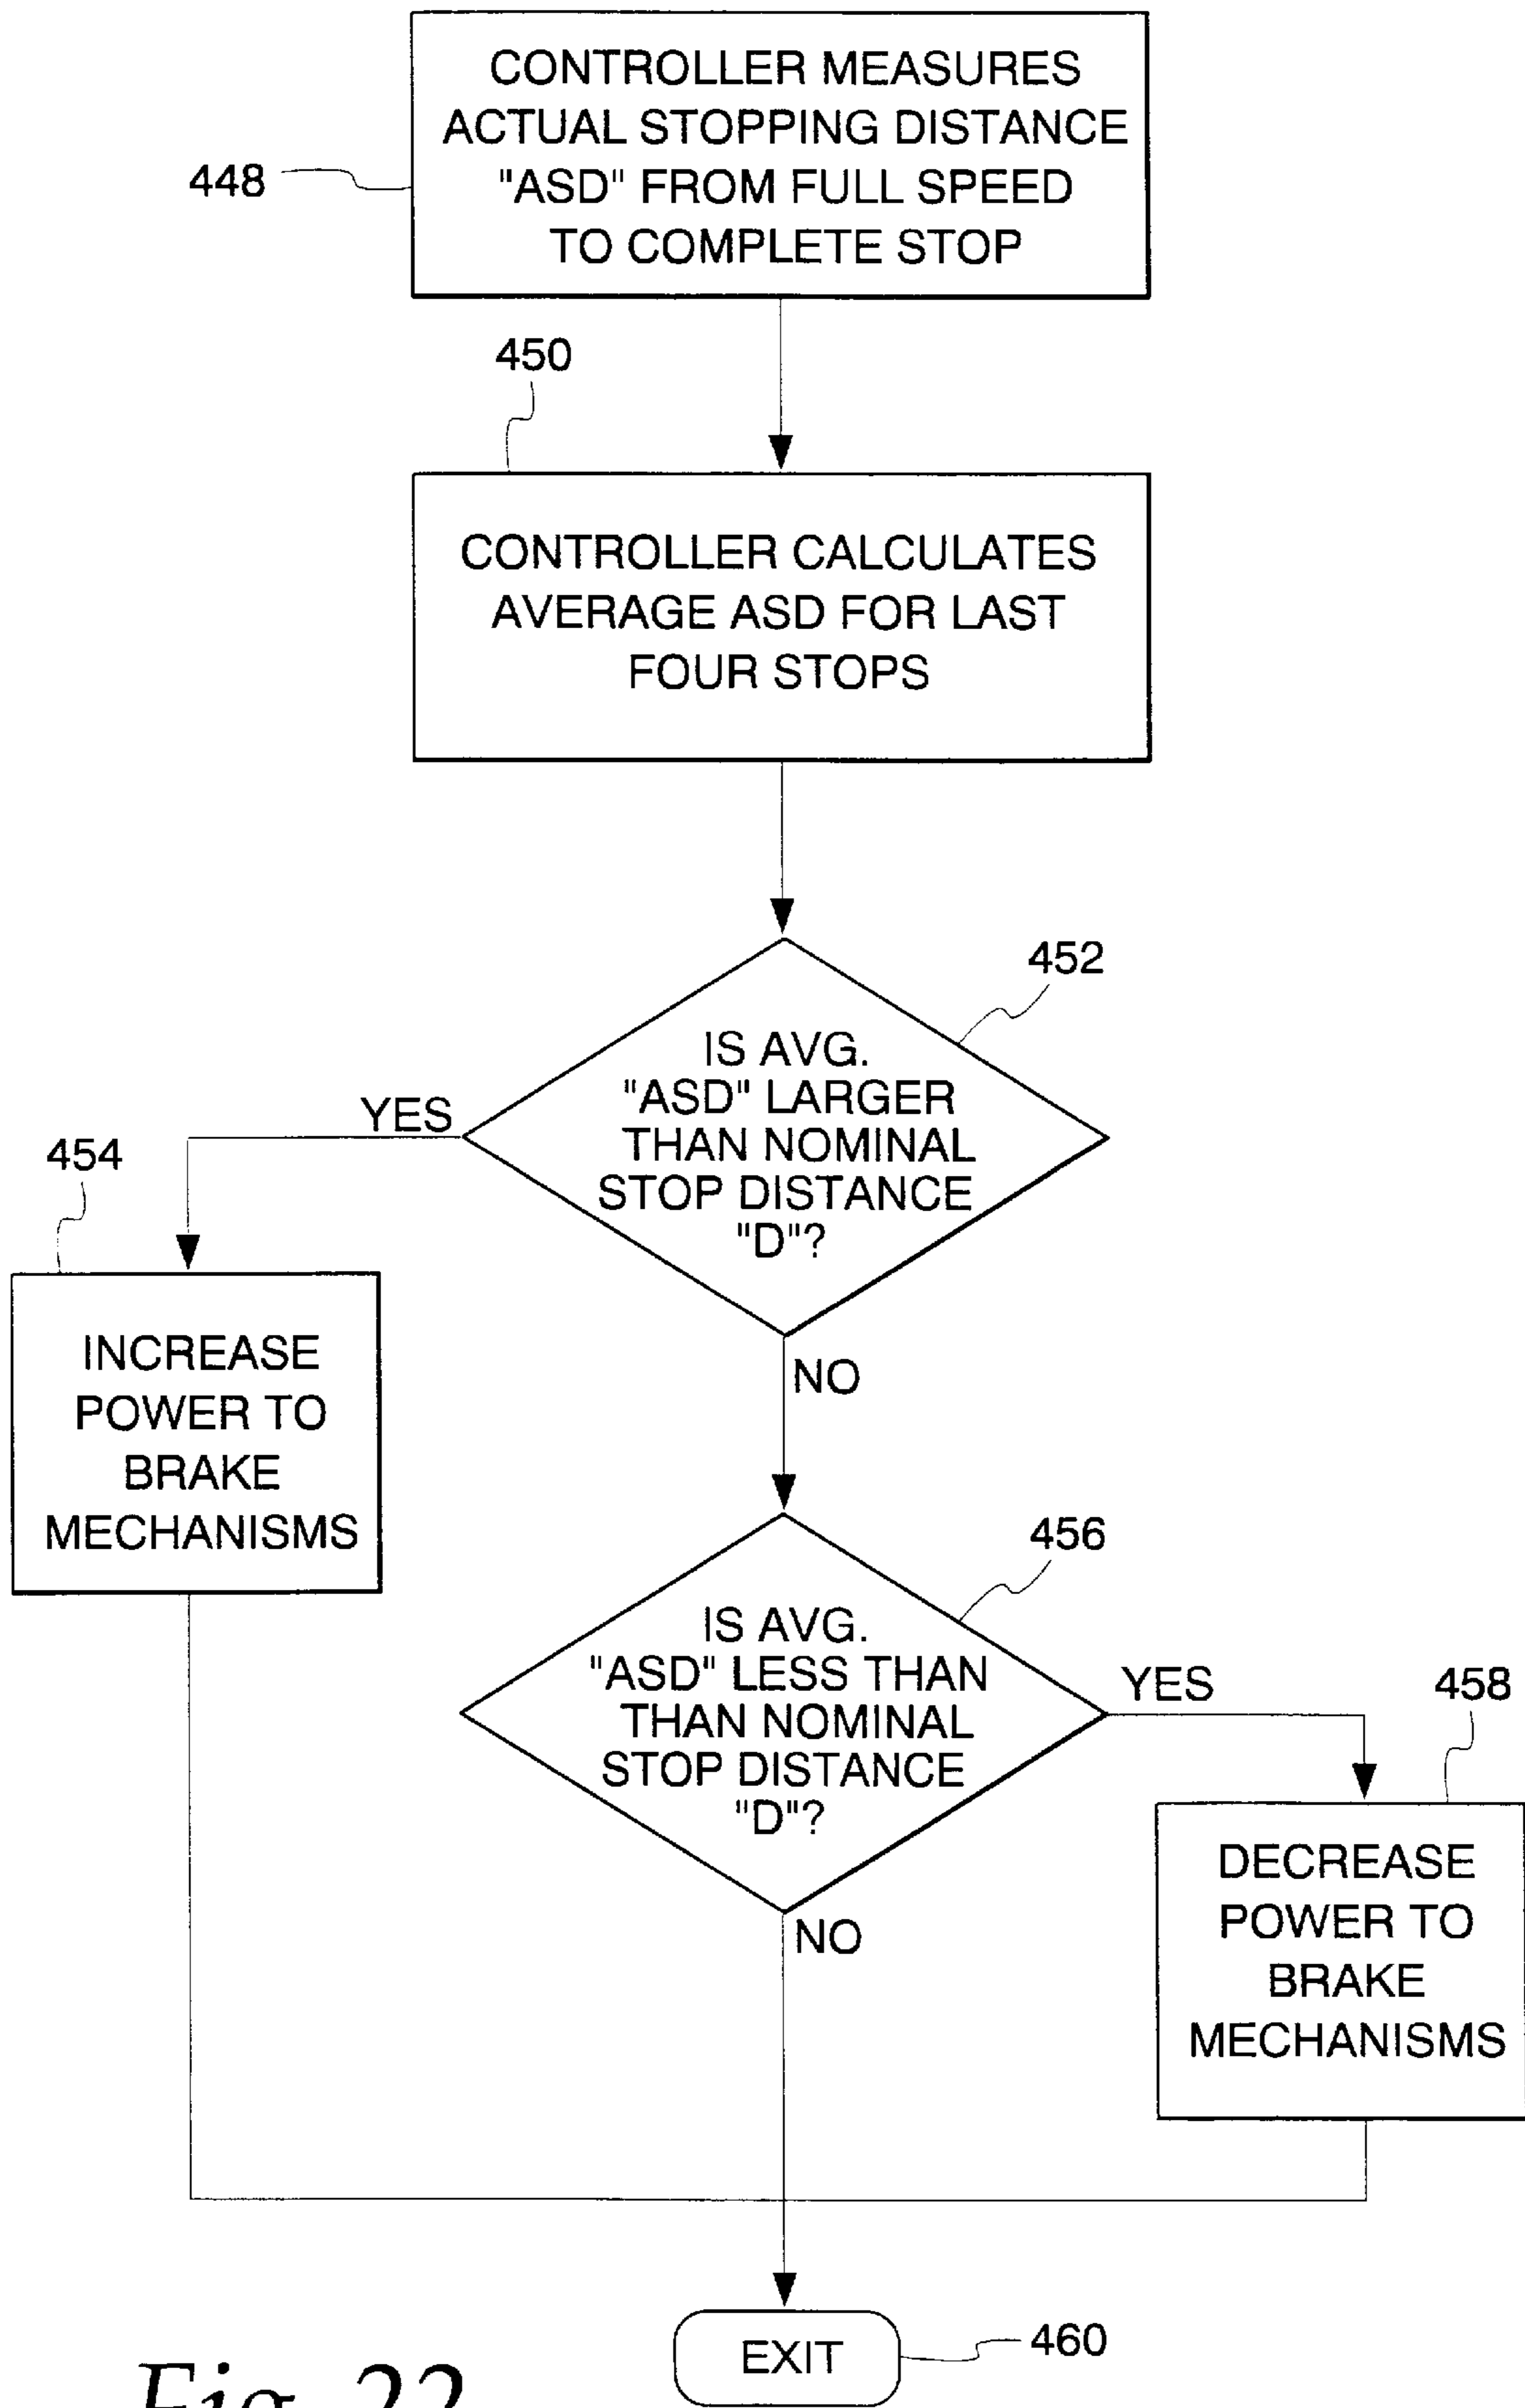 CONTROLLER MEASURES
ACTUAL STOPPING DISTANCE
"ASD" FROM FULL SPEED
TO COMPLETE STOP
448
450
CONTROLLER CALCULATES
AVERAGE ASD FOR LAST
FOUR STOPS
452
IS AVG.
"ASD" LARGER
THAN NOMINAL
STOP DISTANCE
"D"?
YES
454
INCREASE
POWER TO
BRAKE
MECHANISMS
NO
456
IS AVG.
"ASD" LESS THAN
THAN NOMINAL
STOP DISTANCE
"D"?
YES
458
DECREASE
POWER TO
BRAKE
MECHANISMS
NO
EXIT
460
Fig. 22